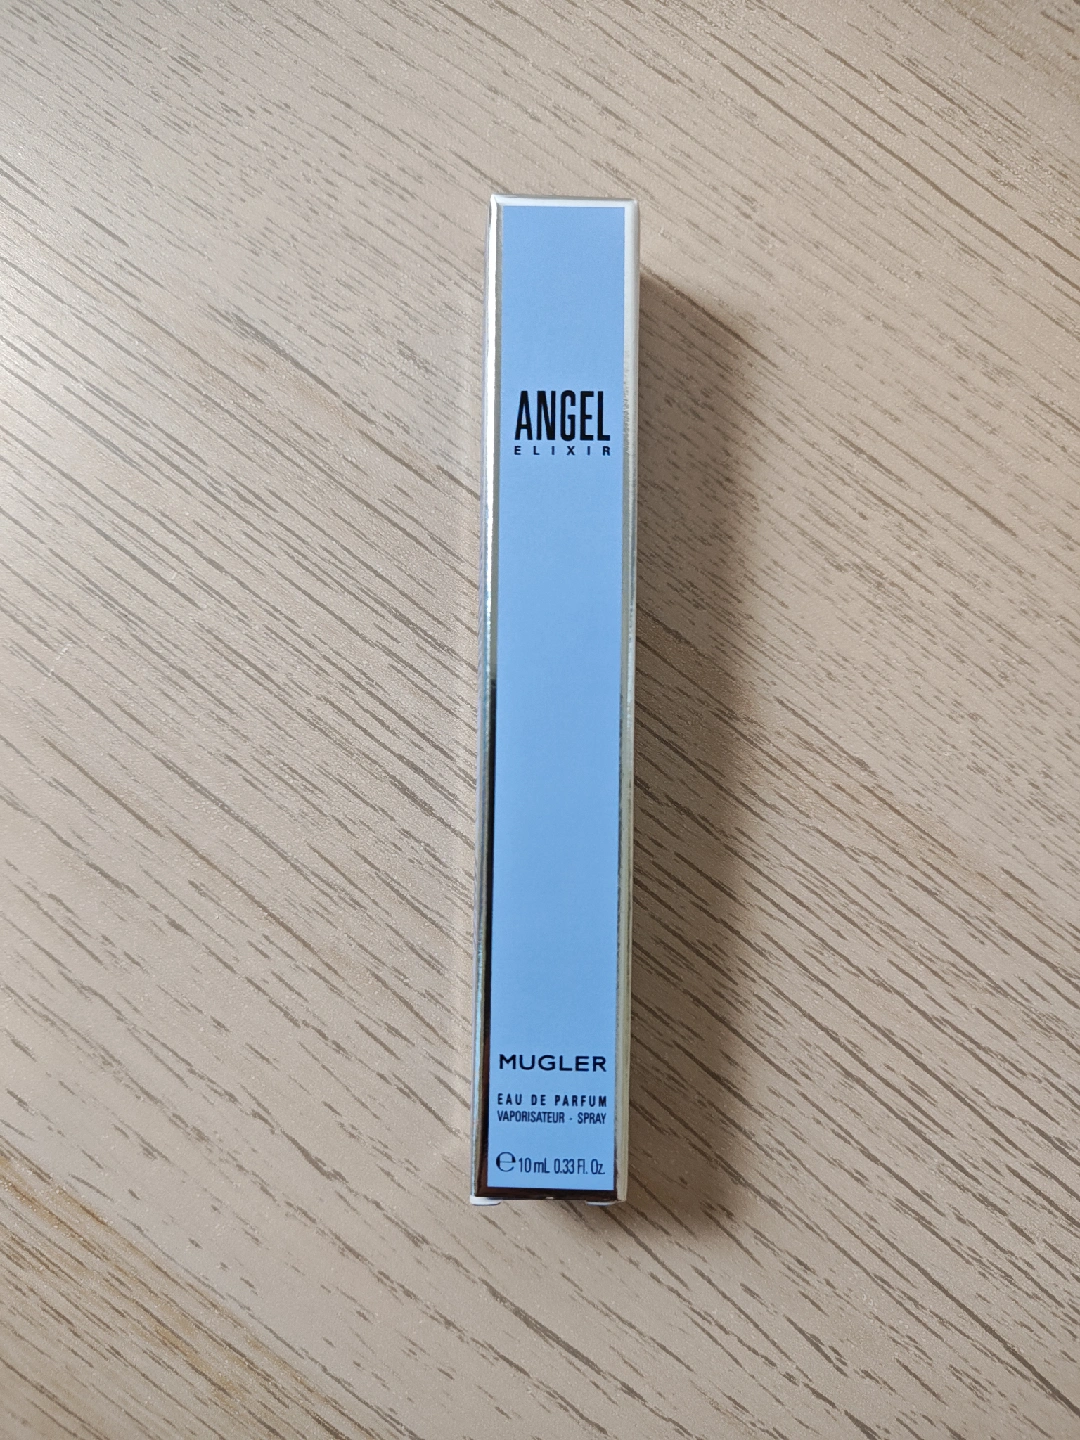 ANGEL
ELIXIR
MUGLER
EAU DE PARFUM
VAPORISATEUR - SPRAY
℮ 10 mL 0.33 Fl. Oz.